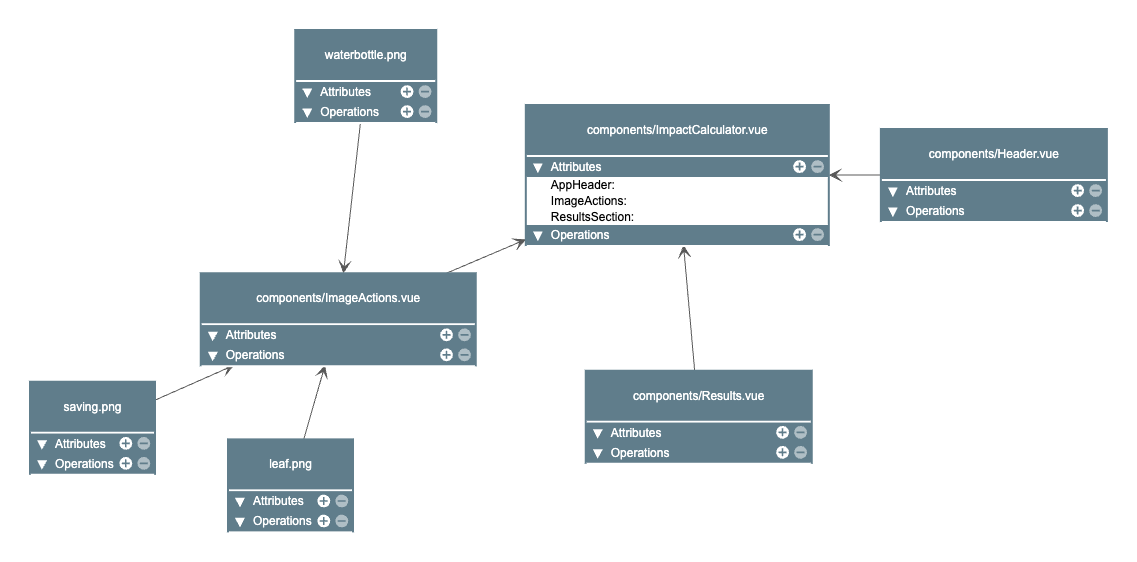 waterbottle.png
Attributes
Operations
components/ImpactCalculator.vue
Attributes
AppHeader:
ImageActions:
ResultsSection:
Operations
components/Header.vue
Attributes
Operations
components/ImageActions.vue
Attributes
Operations
saving.png
Attributes
Operations
leaf.png
Attributes
Operations
components/Results.vue
Attributes
Operations